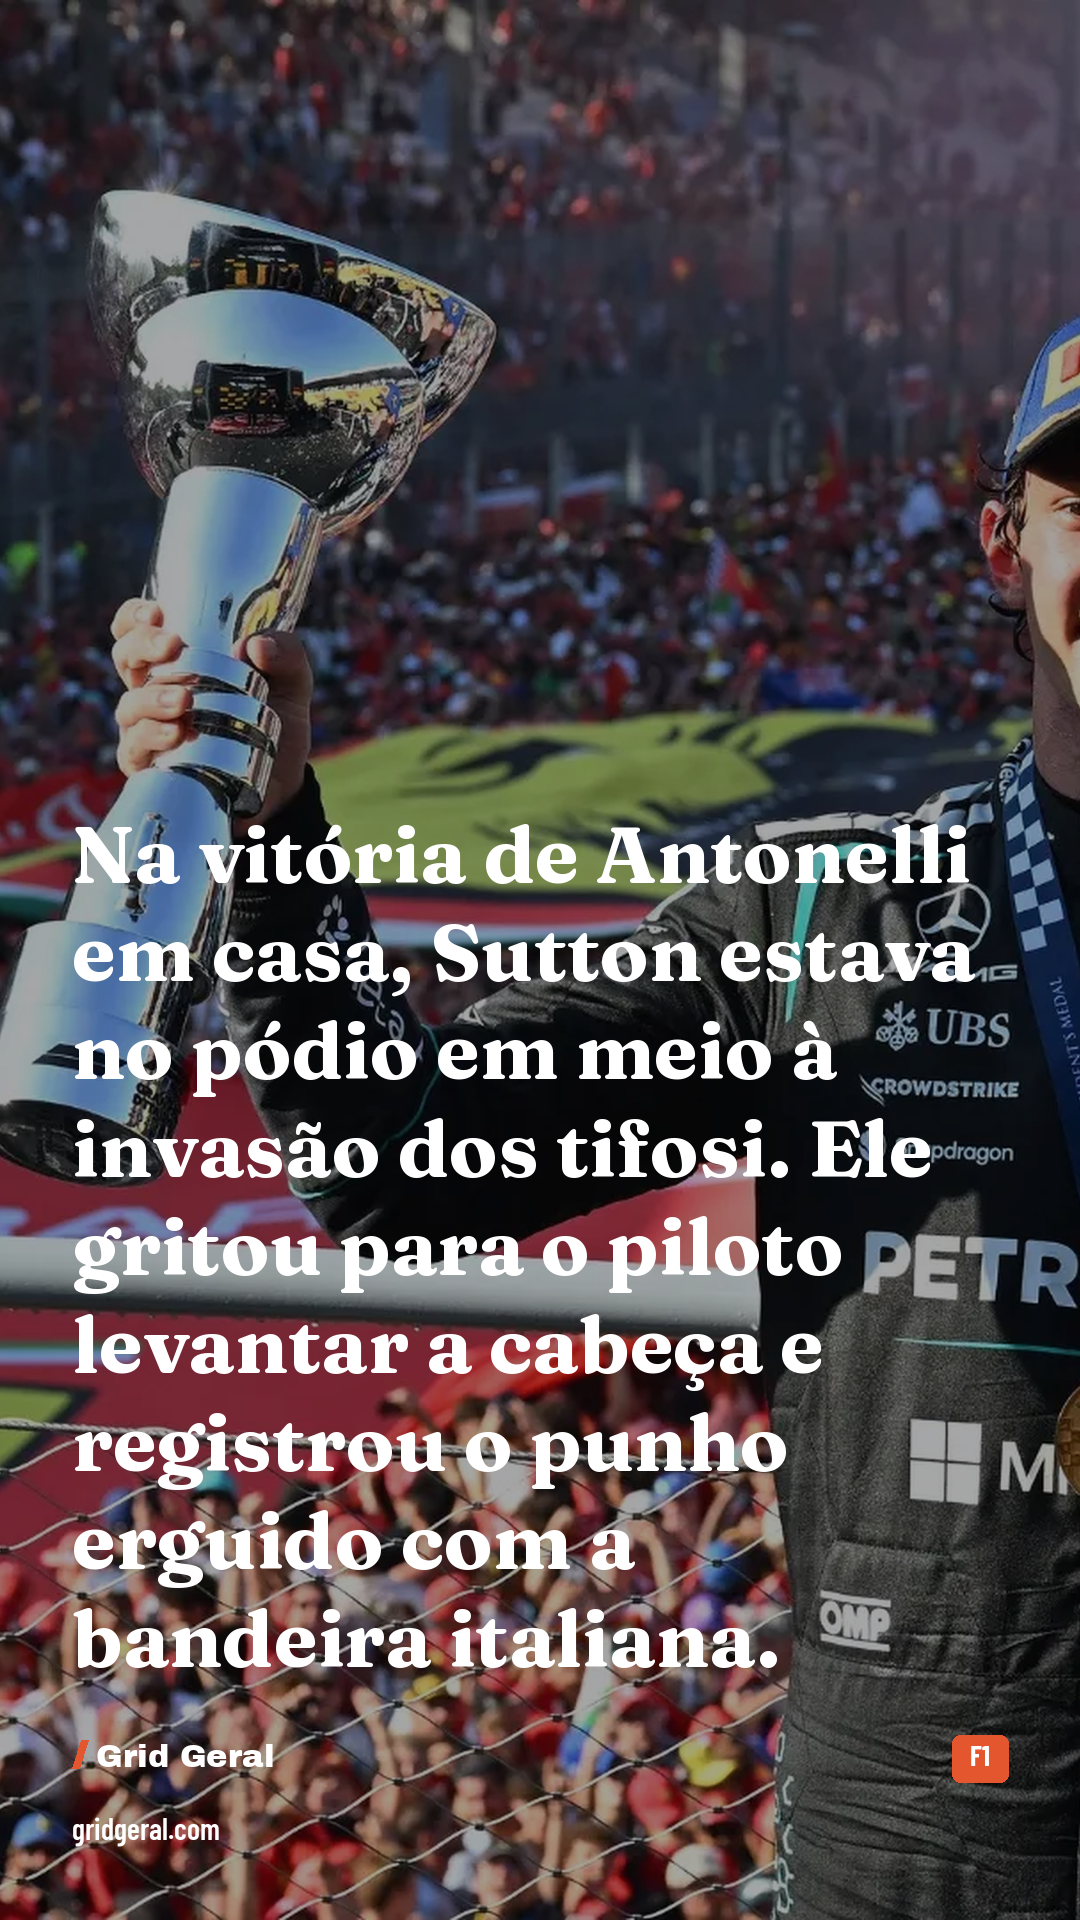 Na vitória de Antonelli
em casa, Sutton estava
no pódio em meio à
invasão dos tifosi. Ele
gritou para o piloto
levantar a cabeça e
registrou o punho
erguido com a
bandeira italiana.
UBS
CROWDSTRIKE
PETR
OMP
/ Grid Geral
F1
gridgeral.com